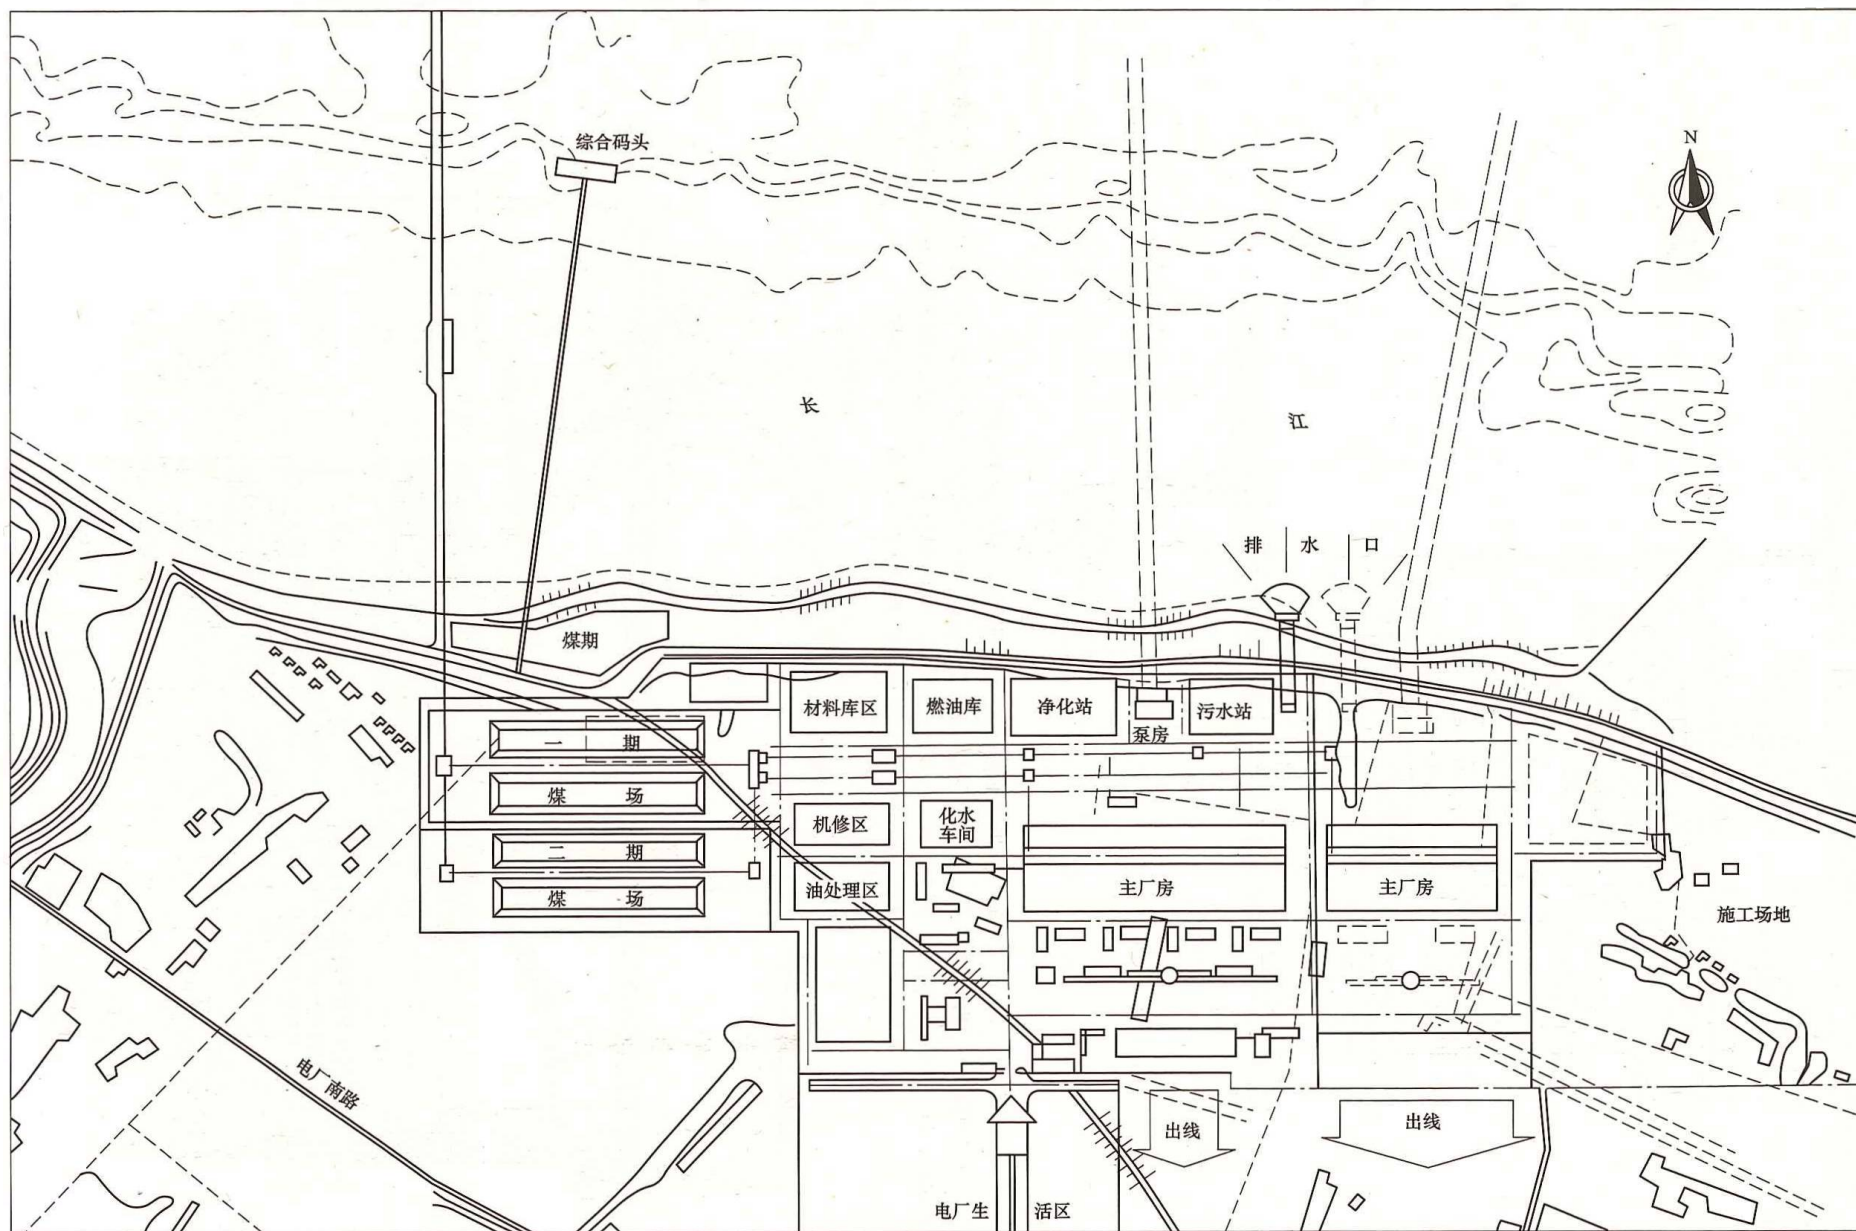 综合码头
N
长
江
排 水 口
煤期
材料库区
燃油库
净化站
泵房
污水站
一 期
煤 场
机修区
化水
车间
二 期
煤 场
油处理区
主厂房
主厂房
施工场地
电厂南路
出线
出线
电厂生 活区